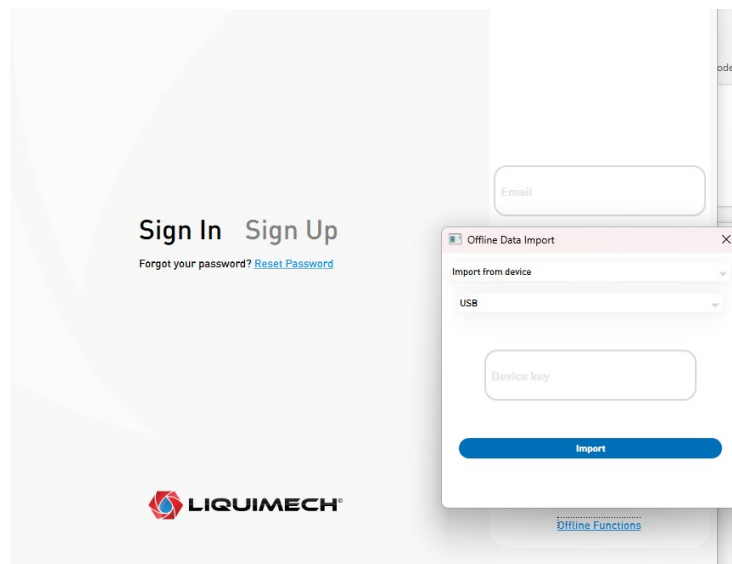 ode
Email
Sign In Sign Up
Forgot your password? Reset Password
Offline Data Import
Import from device
USB
Device key
Import
LIQUIMECH®
Offline Functions